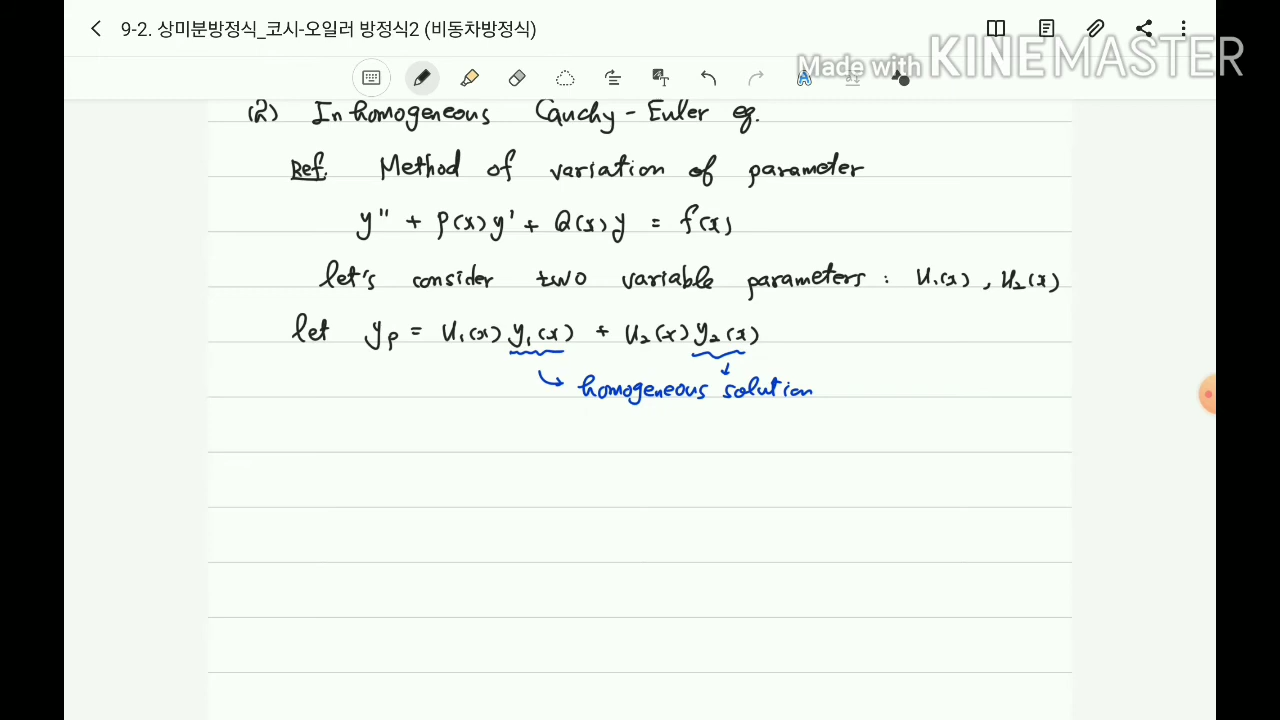 9-2. 상미분방정식_코시-오일러 방정식2 (비동차방정식)
Made with KINEMASTER
(2) Inhomogeneous Cauchy - Euler eq.
Ref. Method of variation of parameter
y'' + P(x)y' + Q(x)y = f(x)
let's consider two variable parameters : u₁(x), u₂(x)
let yₚ = u₁(x) y₁(x) + u₂(x) y₂(x)
homogeneous solution